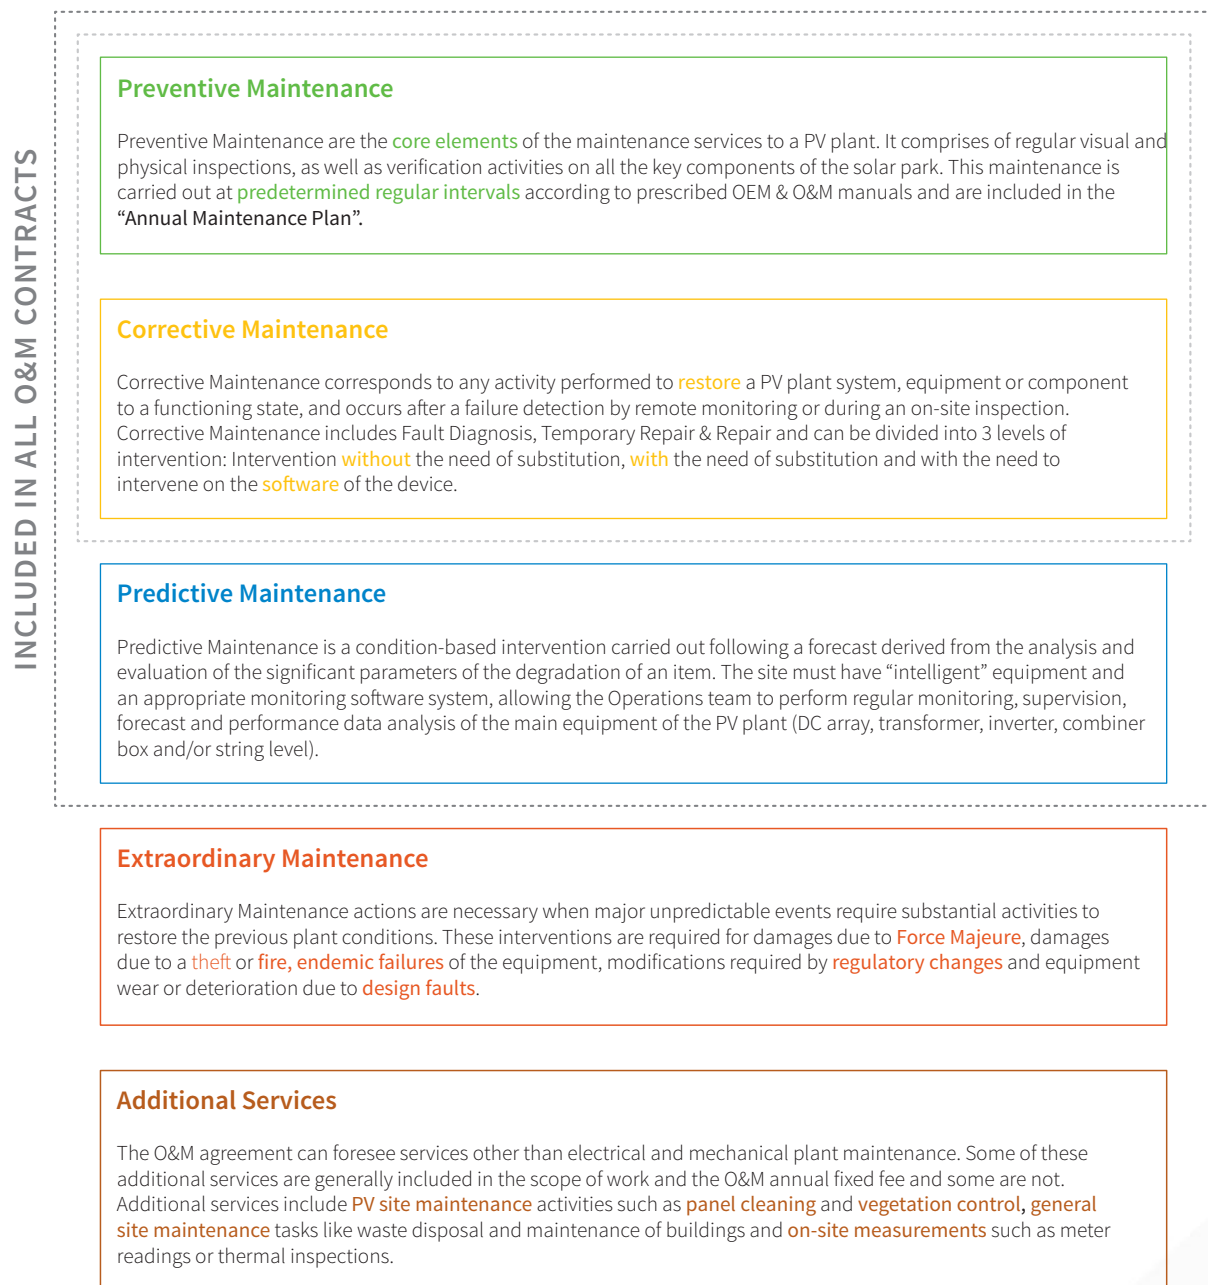 INCLUDED IN ALL O&M CONTRACTS
Preventive Maintenance
Preventive Maintenance are the core elements of the maintenance services to a PV plant. It comprises of regular visual and
physical inspections, as well as verification activities on all the key components of the solar park. This maintenance is
carried out at predetermined regular intervals according to prescribed OEM & O&M manuals and are included in the
“Annual Maintenance Plan”.
Corrective Maintenance
Corrective Maintenance corresponds to any activity performed to restore a PV plant system, equipment or component
to a functioning state, and occurs after a failure detection by remote monitoring or during an on-site inspection.
Corrective Maintenance includes Fault Diagnosis, Temporary Repair & Repair and can be divided into 3 levels of
intervention: Intervention without the need of substitution, with the need of substitution and with the need to
intervene on the software of the device.
Predictive Maintenance
Predictive Maintenance is a condition-based intervention carried out following a forecast derived from the analysis and
evaluation of the significant parameters of the degradation of an item. The site must have “intelligent” equipment and
an appropriate monitoring software system, allowing the Operations team to perform regular monitoring, supervision,
forecast and performance data analysis of the main equipment of the PV plant (DC array, transformer, inverter, combiner
box and/or string level).
Extraordinary Maintenance
Extraordinary Maintenance actions are necessary when major unpredictable events require substantial activities to
restore the previous plant conditions. These interventions are required for damages due to Force Majeure, damages
due to a theft or fire, endemic failures of the equipment, modifications required by regulatory changes and equipment
wear or deterioration due to design faults.
Additional Services
The O&M agreement can foresee services other than electrical and mechanical plant maintenance. Some of these
additional services are generally included in the scope of work and the O&M annual fixed fee and some are not.
Additional services include PV site maintenance activities such as panel cleaning and vegetation control, general
site maintenance tasks like waste disposal and maintenance of buildings and on-site measurements such as meter
readings or thermal inspections.